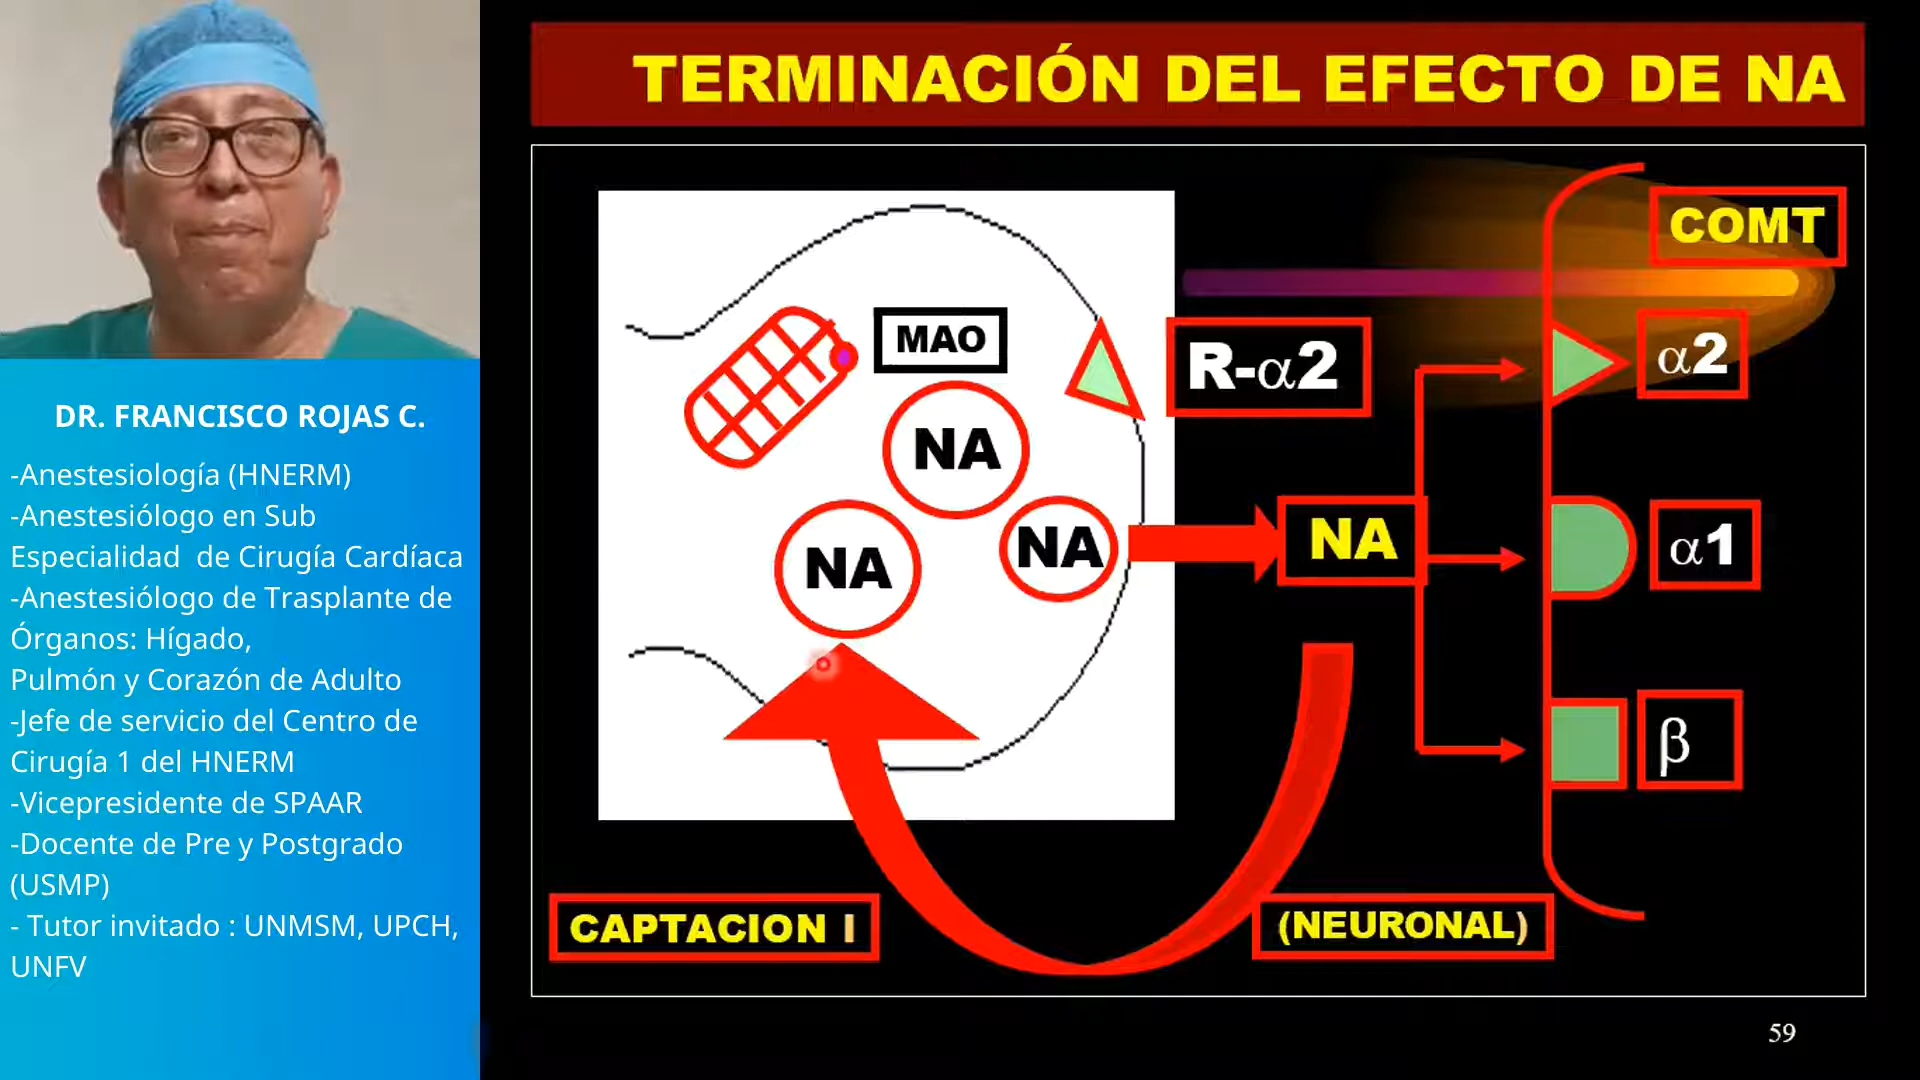 DR. FRANCISCO ROJAS C.
-Anestesiología (HNERM)
-Anestesiólogo en Sub
Especialidad  de Cirugía Cardíaca
-Anestesiólogo de Trasplante de
Órganos: Hígado,
Pulmón y Corazón de Adulto
-Jefe de servicio del Centro de
Cirugía 1 del HNERM
-Vicepresidente de SPAAR
-Docente de Pre y Postgrado
(USMP)
- Tutor invitado : UNMSM, UPCH,
UNFV
TERMINACIÓN DEL EFECTO DE NA
COMT
MAO
R-α2
α2
NA
NA
NA
NA
α1
β
CAPTACION I
(NEURONAL)
59